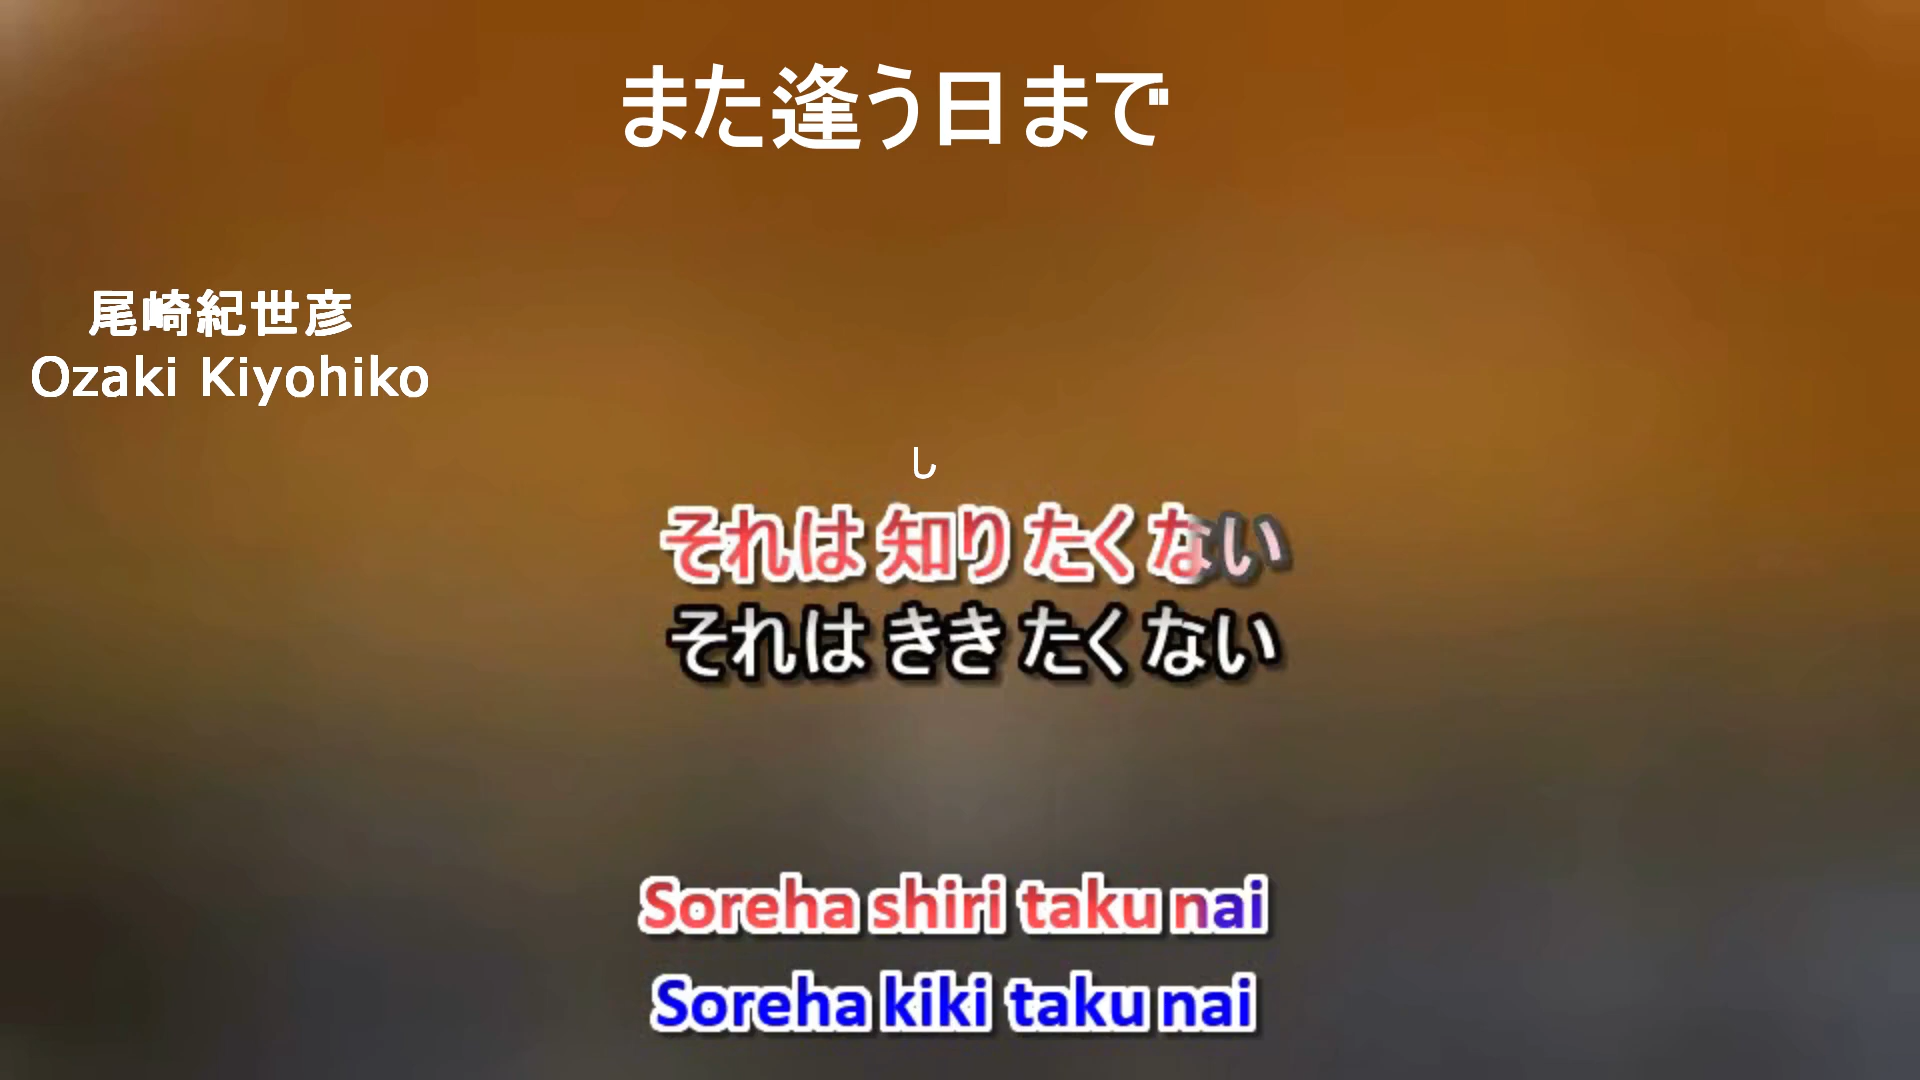 また逢う日まで
尾崎紀世彦
Ozaki Kiyohiko
し
それは 知り たくない
それは きき たくない
Soreha shiri taku nai
Soreha kiki taku nai